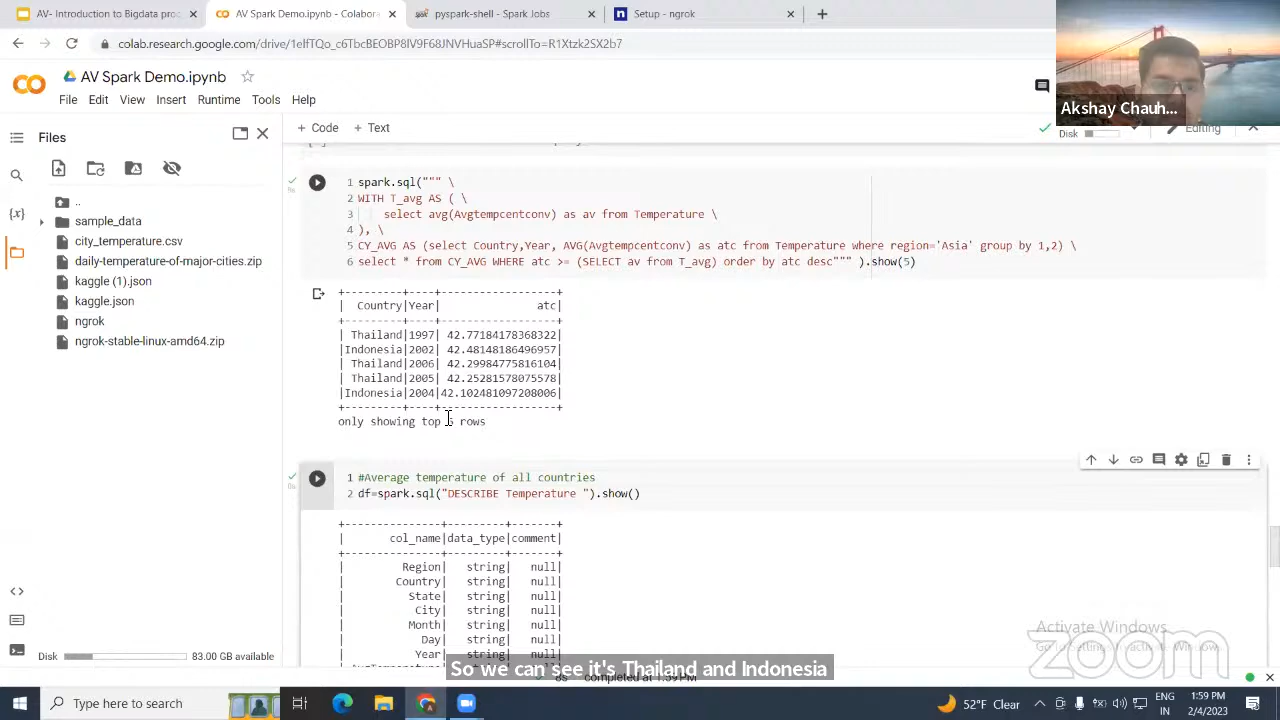 AV- Introduction to Bigdata proc
AV Spark Demo.ipynb - Colabora
pyspark-shell - Spark Jobs
Setup - ngrok
colab.research.google.com/drive/1elfTQo_c6TbcBEOBP8lV9F68JNVHuaSP#scrollTo=R1Xtzk2SX2b7
AV Spark Demo.ipynb
File Edit View Insert Runtime Tools Help
Akshay Chauh...
Files
+ Code + Text
Disk
Editing
..
sample_data
city_temperature.csv
daily-temperature-of-major-cities.zip
kaggle (1).json
kaggle.json
ngrok
ngrok-stable-linux-amd64.zip
Disk 83.00 GB available
1 spark.sql(""" \
2 WITH T_avg AS ( \
3 select avg(Avgtempcentconv) as av from Temperature \
4 ), \
5 CY_AVG AS (select Country,Year, AVG(Avgtempcentconv) as atc from Temperature where region='Asia' group by 1,2) \
6 select * from CY_AVG WHERE atc >= (SELECT av from T_avg) order by atc desc""" ).show(5)
+---------+----+-----------------+
| Country|Year| atc|
+---------+----+-----------------+
| Thailand|1997| 42.77184178368322|
|Indonesia|2002| 42.48148186496957|
| Thailand|2006| 42.29984775816104|
| Thailand|2005| 42.25281578075578|
|Indonesia|2004|42.102481097208006|
+---------+----+-----------------+
only showing top rows
1 #Average temperature of all countries
2 df=spark.sql("DESCRIBE Temperature ").show()
+--------------+---------+-------+
| col_name|data_type|comment|
+--------------+---------+-------+
| Region| string| null|
| Country| string| null|
| State| string| null|
| City| string| null|
| Month| string| null|
| Day| string| null|
| Year| string| null|
Activate Windows
zoom
So we can see it's Thailand and Indonesia
8s completed at 1:59 PM
Type here to search
52°F Clear
ENG
IN
1:59 PM
2/4/2023